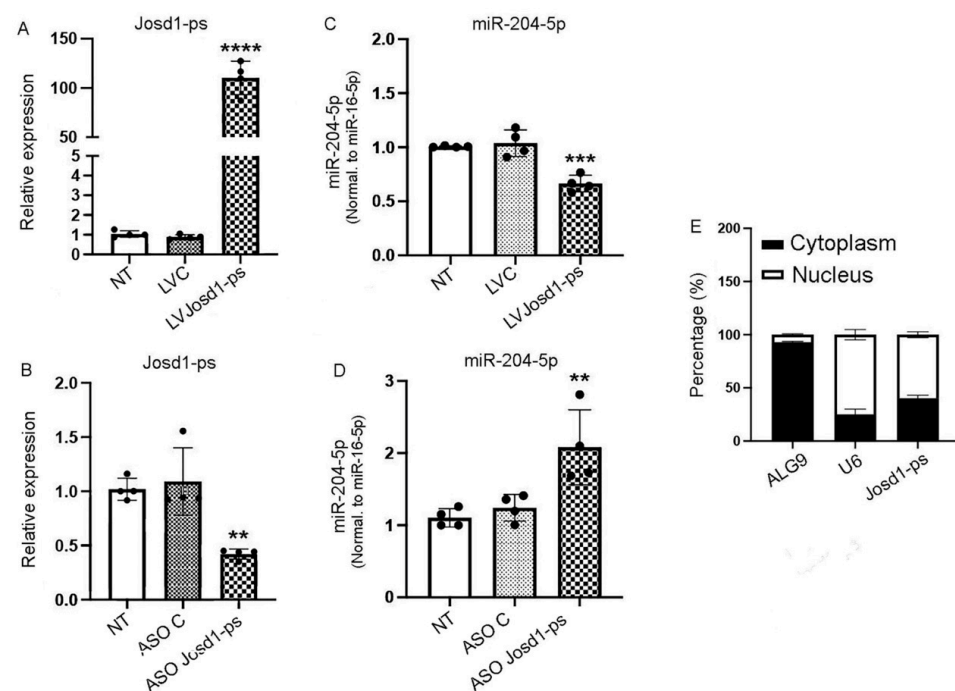 A
Josd1-ps
Relative expression
150
100
50
5
4
3
2
1
0
****
NT
LVC
LVJosd1-ps
C
miR-204-5p
miR-204-5p
(Normal. to miR-16-5p)
2.0
1.5
1.0
0.5
0.0
***
NT
LVC
LVJosd1-ps
B
Josd1-ps
Relative expression
2.0
1.5
1.0
0.5
0.0
**
NT
ASO C
ASO Josd1-ps
D
miR-204-5p
miR-204-5p
(Normal. to miR-16-5p)
3
2
1
0
**
NT
ASO C
ASO Josd1-ps
E
Cytoplasm
Nucleus
Percentage (%)
200
150
100
50
0
ALG9
U6
Josd1-ps